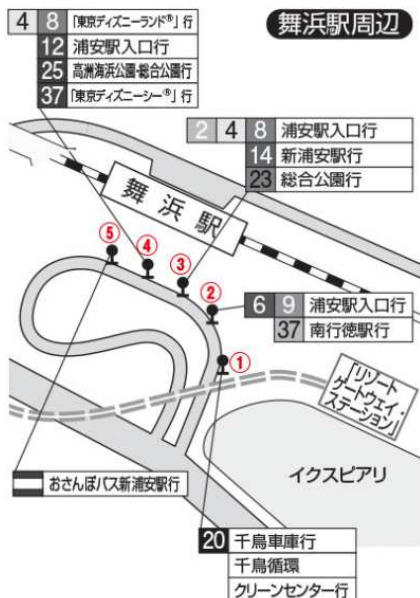 舞浜駅周辺
4 8 「東京ディズニーランド®」行
12 浦安駅入口行
25 高洲海浜公園・総合公園行
37 「東京ディズニーシー®」行
2 4 8 浦安駅入口行
14 新浦安駅行
23 総合公園行
舞浜駅
⑤
④
③
②
①
6 9 浦安駅入口行
37 南行徳駅行
「リゾート
ゲートウェイ・
ステーション」
イクスピアリ
おさんぽバス新浦安駅行
20 千鳥車庫行
千鳥循環
クリーンセンター行